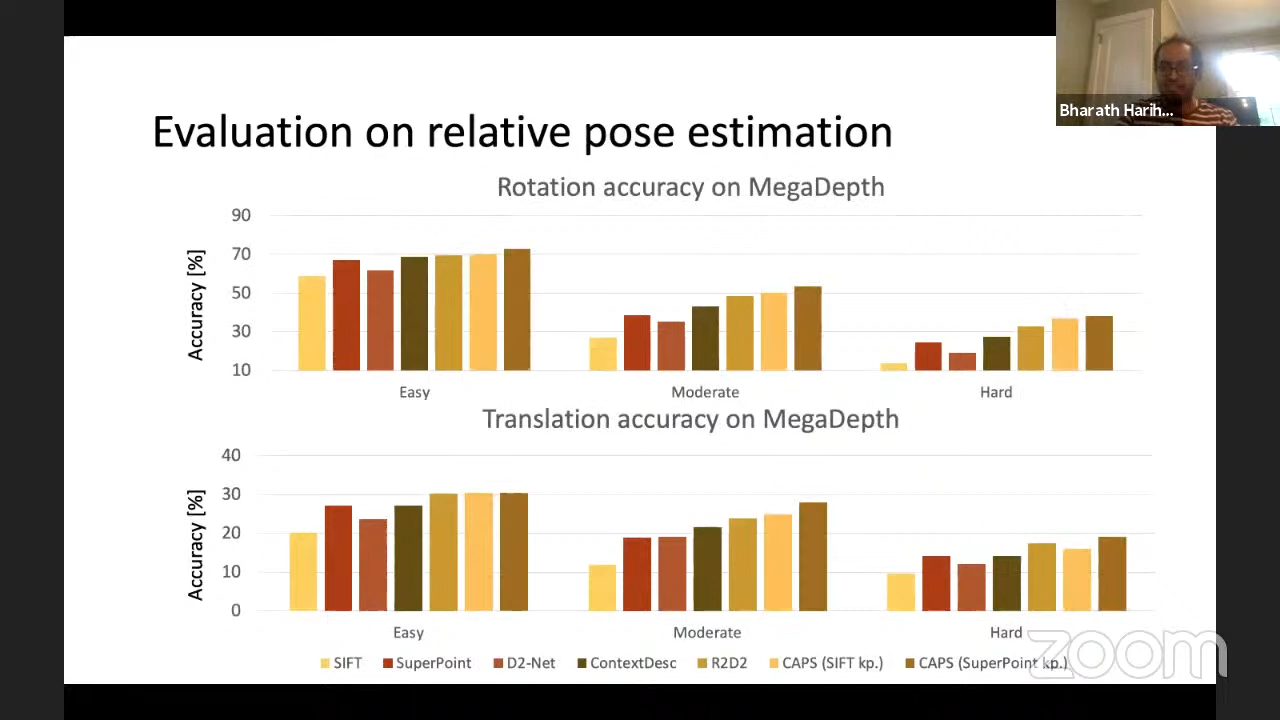 Bharath Harih...
Evaluation on relative pose estimation
Rotation accuracy on MegaDepth
90
70
50
30
10
Accuracy [%]
Easy Moderate Hard
Translation accuracy on MegaDepth
40
30
20
10
0
Accuracy [%]
Easy Moderate Hard
SIFT SuperPoint D2-Net ContextDesc R2D2 CAPS (SIFT kp.) CAPS (SuperPoint kp.)
zoom